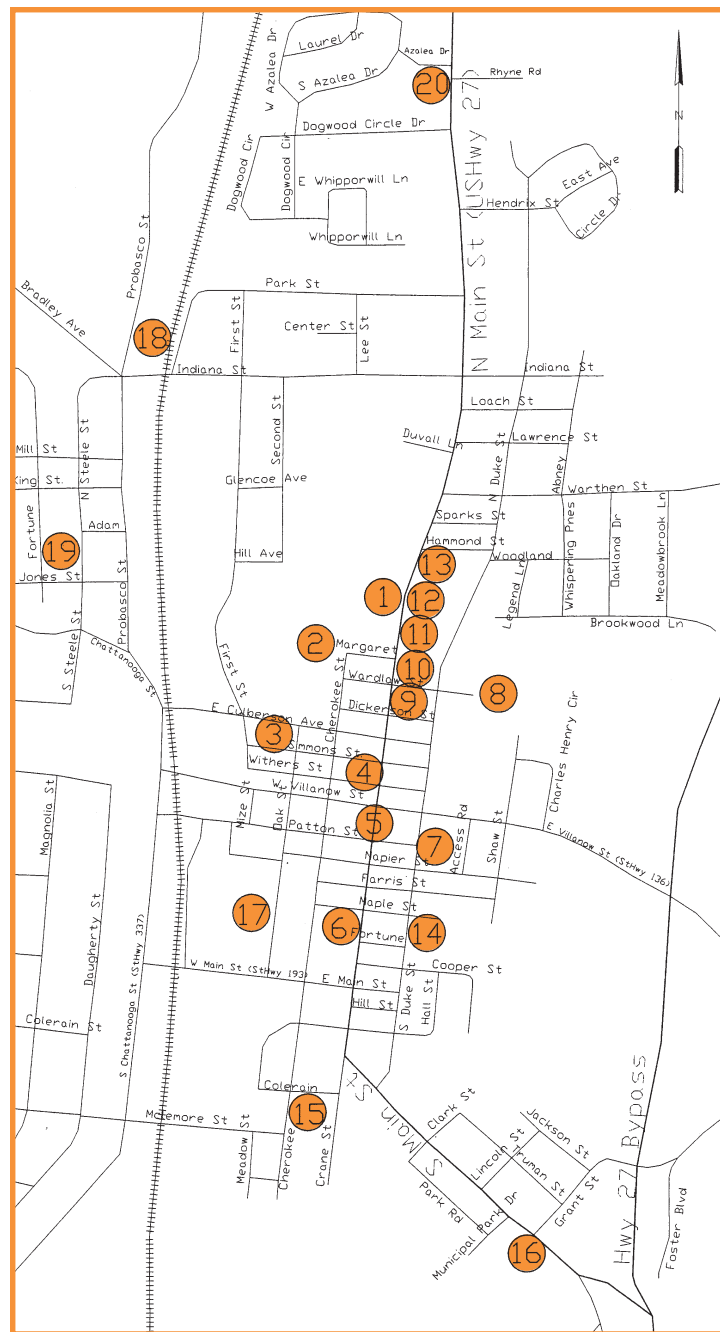 Laurel Dr
Azalea Dr
W Azalea Dr
S Azalea Dr
20
Rhyne Rd
N
N Main St (USHwy 27)
Dogwood Circle Dr
Dogwood Cir
Dogwood Cir
E Whipporwill Ln
East Ave
Hendrix St
Circle Dr
Whipporwill Ln
Probasco St
Park St
Bradley Ave
First St
Center St
Lee St
18
Indiana St
Indiana St
Loach St
Second St
N Steele St
Duvall Ln
Lawrence St
N Duke St
Abney
Mill St
King St.
Glencoe Ave
Warthen St
Sparks St
Fortune
Adam
Hammond St
Woodland
Whispering Pnes
Oakland Dr
Meadowbrook Ln
19
Hill Ave
13
Jones St
1
12
Legend Ln
Probasco St
Brookwood Ln
11
2
Margaret
S Steele St
Chattanooga St
First St
Cherokee St
10
Wardlaw St
8
9
Dickerson St
E Culberson Ave
3
Simmons St.
Withers St
4
W Villanow St
Charles Henry Cir
Magnolia St
Mize St
Oak St
Patton St
5
7
Access Rd
Shaw St
E Villanow St (StHwy 136)
Napier St
Farris St
Maple St
17
6
Fortune
14
Daugherty St
S Chattanooga St (StHwy 337)
W Main St (StHwy 193)
E Main St
Cooper St
Hill St
S Duke St
Hall St
Colerain St
Colerain
S Main St
Hwy 27 Bypass
15
McLemore St
Clark St
Jackson St
Lincoln St
Truman St
Meadow St
Cherokee
Crane St
Park Rd
Grant St
Municipal Park Dr
Foster Blvd
16